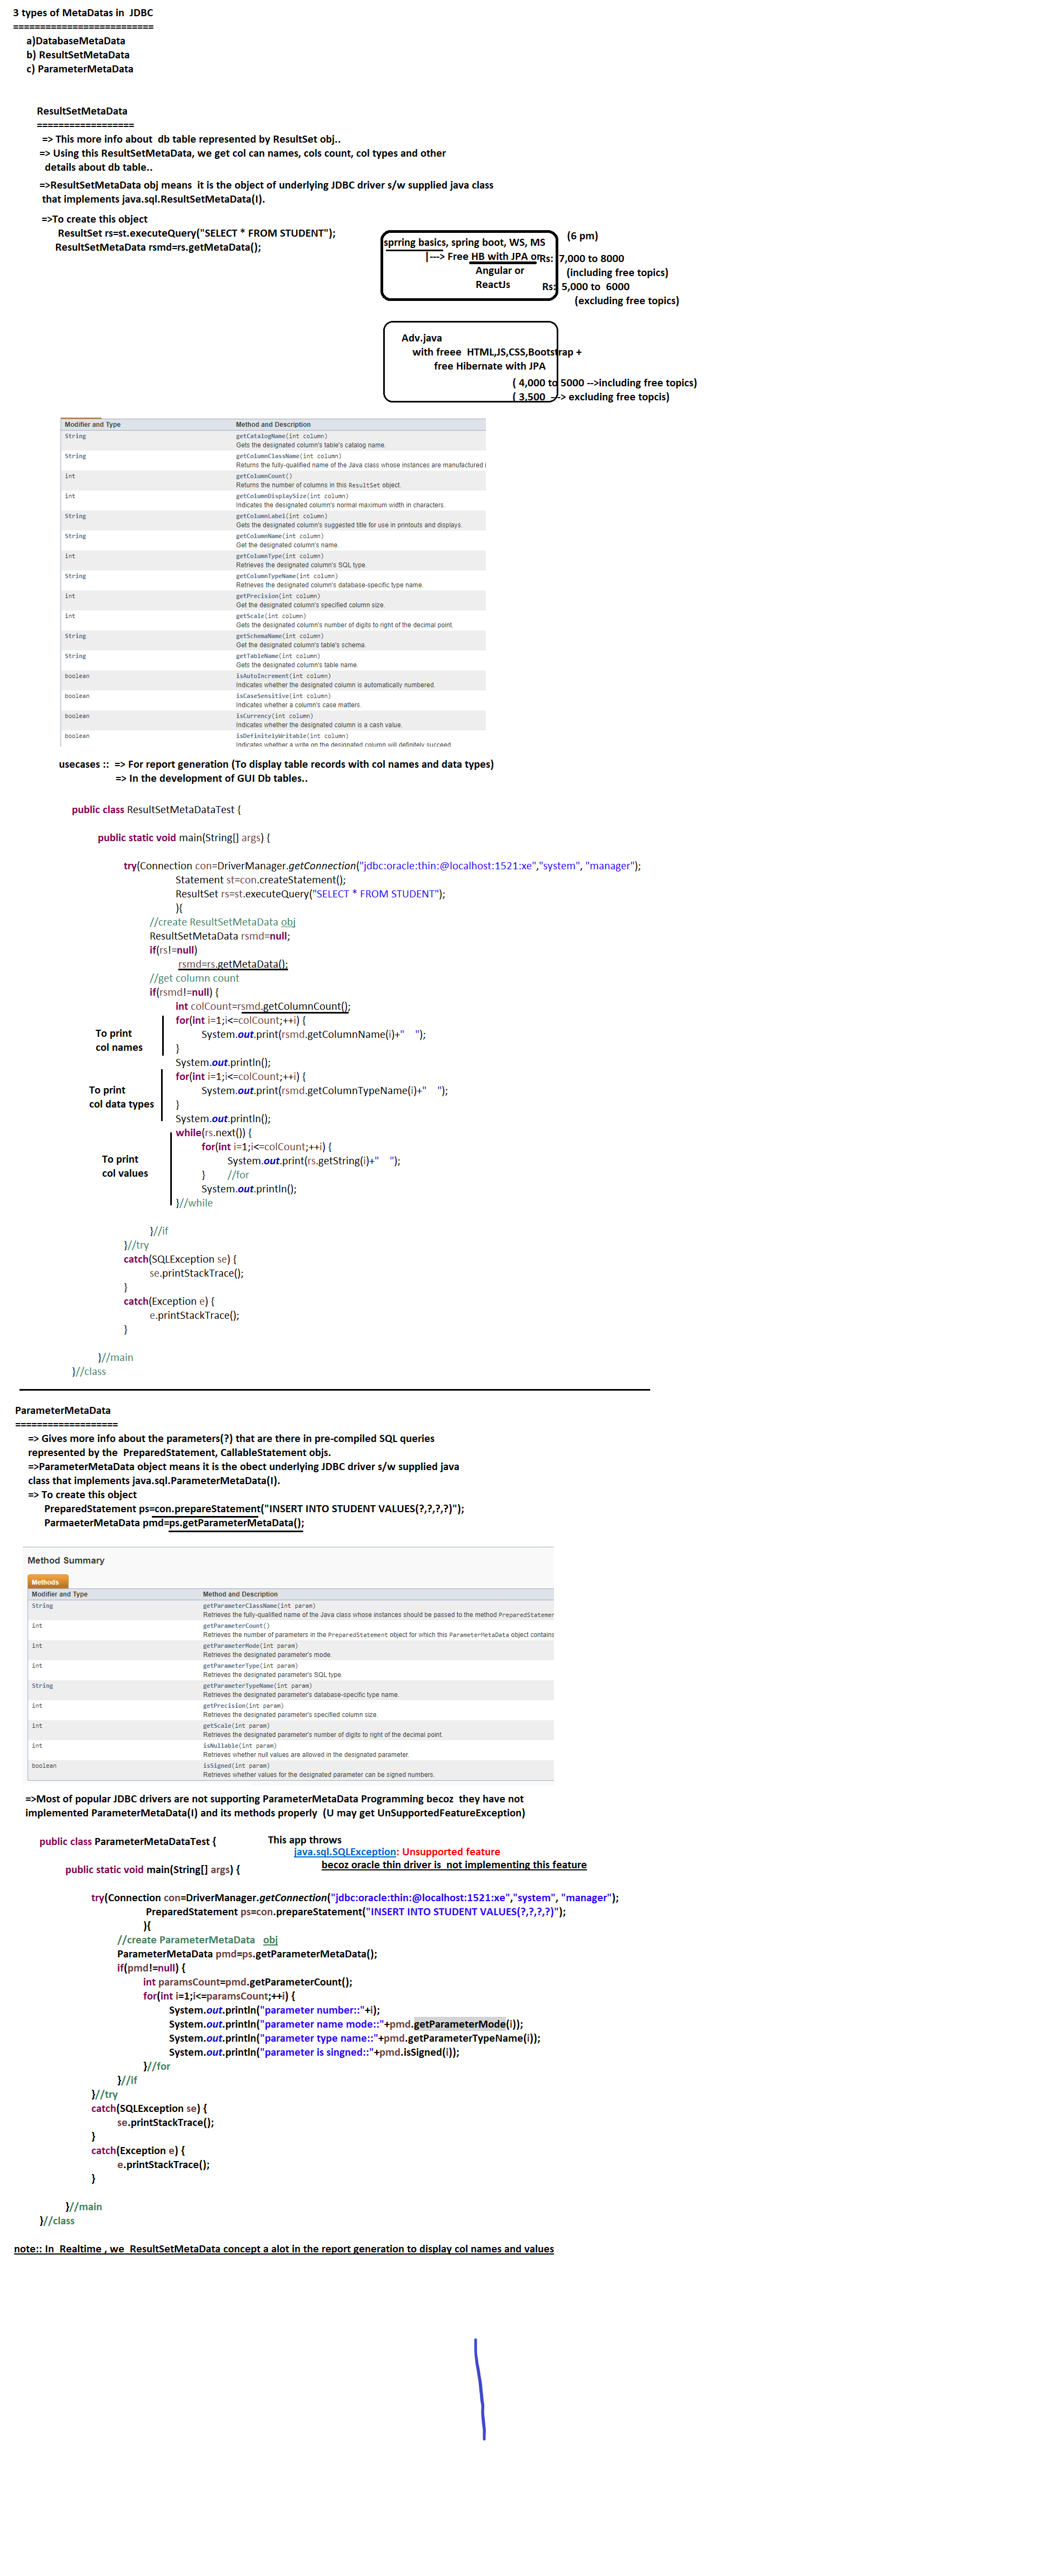 3 types of MetaDatas in  JDBC
==========================
a)DatabaseMetaData
b) ResultSetMetaData
c) ParameterMetaData
ResultSetMetaData
==================
=> This more info about  db table represented by ResultSet obj..
=> Using this ResultSetMetaData, we get col can names, cols count, col types and other
details about db table..
=>ResultSetMetaData obj means  it is the object of underlying JDBC driver s/w supplied java class
that implements java.sql.ResultSetMetaData(I).
=>To create this object
ResultSet rs=st.executeQuery("SELECT * FROM STUDENT");
ResultSetMetaData rsmd=rs.getMetaData();
sprring basics, spring boot, WS, MS
|---> Free HB with JPA or
Angular or
ReactJs
(6 pm)
Rs:  7,000 to 8000
(including free topics)
Rs:  5,000 to  6000
(excluding free topics)
Adv.java
with freee  HTML,JS,CSS,Bootstrap +
free Hibernate with JPA
( 4,000 to 5000 -->including free topics)
( 3,500  ---> excluding free topcis)
Modifier and Type	Method and Description
String	getCatalogName(int column)
Gets the designated column's table's catalog name.
String	getColumnClassName(int column)
Returns the fully-qualified name of the Java class whose instances are manufactured i
int	getColumnCount()
Returns the number of columns in this ResultSet object.
int	getColumnDisplaySize(int column)
Indicates the designated column's normal maximum width in characters.
String	getColumnLabel(int column)
Gets the designated column's suggested title for use in printouts and displays.
String	getColumnName(int column)
Get the designated column's name.
int	getColumnType(int column)
Retrieves the designated column's SQL type.
String	getColumnTypeName(int column)
Retrieves the designated column's database-specific type name.
int	getPrecision(int column)
Get the designated column's specified column size.
int	getScale(int column)
Gets the designated column's number of digits to right of the decimal point.
String	getSchemaName(int column)
Get the designated column's table's schema.
String	getTableName(int column)
Gets the designated column's table name.
boolean	isAutoIncrement(int column)
Indicates whether the designated column is automatically numbered.
boolean	isCaseSensitive(int column)
Indicates whether a column's case matters.
boolean	isCurrency(int column)
Indicates whether the designated column is a cash value.
boolean	isDefinitelyWritable(int column)
Indicates whether a write on the designated column will definitely succeed.
usecases ::  => For report generation (To display table records with col names and data types)
=> In the development of GUI Db tables..
public class ResultSetMetaDataTest {
public static void main(String[] args) {
try(Connection con=DriverManager.getConnection("jdbc:oracle:thin:@localhost:1521:xe","system", "manager");
Statement st=con.createStatement();
ResultSet rs=st.executeQuery("SELECT * FROM STUDENT");
){
//create ResultSetMetaData obj
ResultSetMetaData rsmd=null;
if(rs!=null)
rsmd=rs.getMetaData();
//get column count
if(rsmd!=null) {
int colCount=rsmd.getColumnCount();
for(int i=1;i<=colCount;++i) {
To print
col names
System.out.print(rsmd.getColumnName(i)+"    ");
}
System.out.println();
for(int i=1;i<=colCount;++i) {
To print
col data types
System.out.print(rsmd.getColumnTypeName(i)+"    ");
}
System.out.println();
while(rs.next()) {
for(int i=1;i<=colCount;++i) {
To print
col values
System.out.print(rs.getString(i)+"    ");
}      //for
System.out.println();
}//while
}//if
}//try
catch(SQLException se) {
se.printStackTrace();
}
catch(Exception e) {
e.printStackTrace();
}
}//main
}//class
ParameterMetaData
===================
=> Gives more info about the parameters(?) that are there in pre-compiled SQL queries
represented by the  PreparedStatement, CallableStatement objs.
=>ParameterMetaData object means it is the obect underlying JDBC driver s/w supplied java
class that implements java.sql.ParameterMetaData(I).
=> To create this object
PreparedStatement ps=con.prepareStatement("INSERT INTO STUDENT VALUES(?,?,?,?)");
ParmaeterMetaData pmd=ps.getParameterMetaData();
Method Summary
Methods
Modifier and Type	Method and Description
String	getParameterClassName(int param)
Retrieves the fully-qualified name of the Java class whose instances should be passed to the method PreparedStatemen
int	getParameterCount()
Retrieves the number of parameters in the PreparedStatement object for which this ParameterMetaData object contains
int	getParameterMode(int param)
Retrieves the designated parameter's mode.
int	getParameterType(int param)
Retrieves the designated parameter's SQL type.
String	getParameterTypeName(int param)
Retrieves the designated parameter's database-specific type name.
int	getPrecision(int param)
Retrieves the designated parameter's specified column size.
int	getScale(int param)
Retrieves the designated parameter's number of digits to right of the decimal point.
int	isNullable(int param)
Retrieves whether null values are allowed in the designated parameter.
boolean	isSigned(int param)
Retrieves whether values for the designated parameter can be signed numbers.
=>Most of popular JDBC drivers are not supporting ParameterMetaData Programming becoz  they have not
implemented ParameterMetaData(I) and its methods properly  (U may get UnSupportedFeatureException)
public class ParameterMetaDataTest {
This app throws
java.sql.SQLException: Unsupported feature
becoz oracle thin driver is  not implementing this feature
public static void main(String[] args) {
try(Connection con=DriverManager.getConnection("jdbc:oracle:thin:@localhost:1521:xe","system", "manager");
PreparedStatement ps=con.prepareStatement("INSERT INTO STUDENT VALUES(?,?,?,?)");
){
//create ParameterMetaData   obj
ParameterMetaData pmd=ps.getParameterMetaData();
if(pmd!=null) {
int paramsCount=pmd.getParameterCount();
for(int i=1;i<=paramsCount;++i) {
System.out.println("parameter number::"+i);
System.out.println("parameter name mode::"+pmd.getParameterMode(i));
System.out.println("parameter type name::"+pmd.getParameterTypeName(i));
System.out.println("parameter is singned::"+pmd.isSigned(i));
}//for
}//if
}//try
catch(SQLException se) {
se.printStackTrace();
}
catch(Exception e) {
e.printStackTrace();
}
}//main
}//class
note:: In  Realtime , we  ResultSetMetaData concept a alot in the report generation to display col names and values